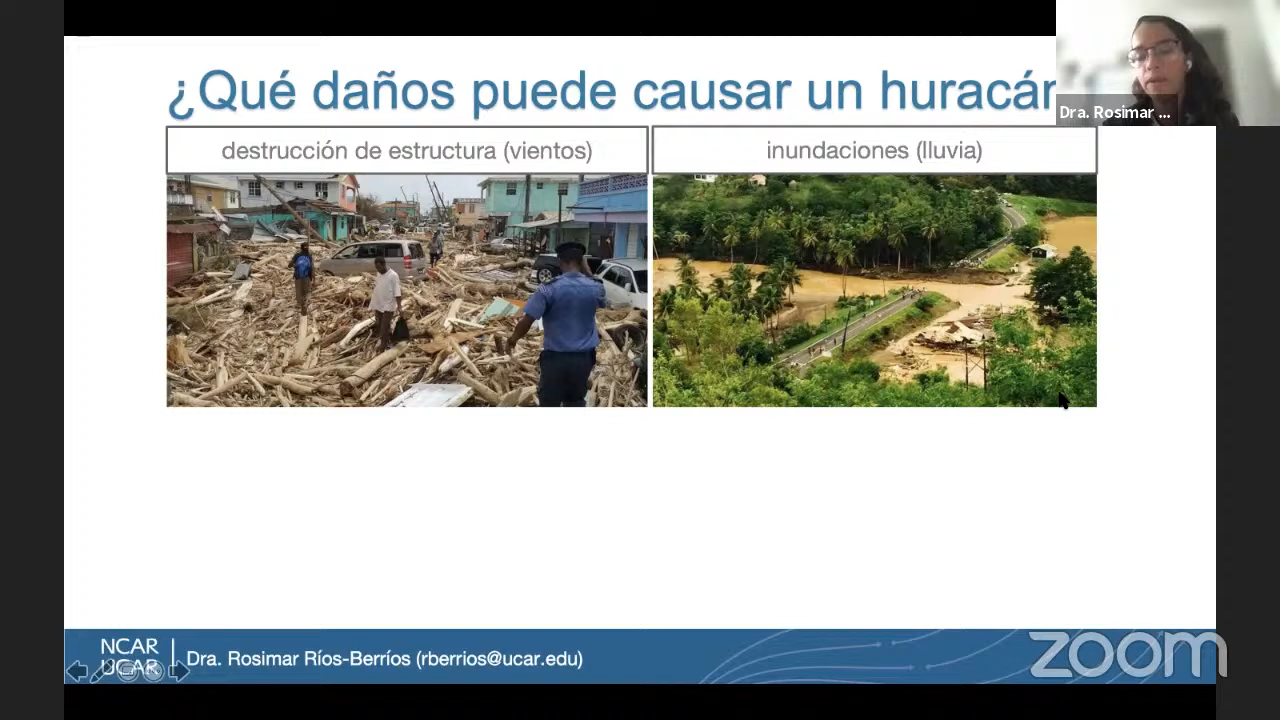 ¿Qué daños puede causar un huracán
Dra. Rosimar ...
destrucción de estructura (vientos)
inundaciones (lluvia)
NCAR
UCAR
Dra. Rosimar Ríos-Berríos (rberrios@ucar.edu)
zoom